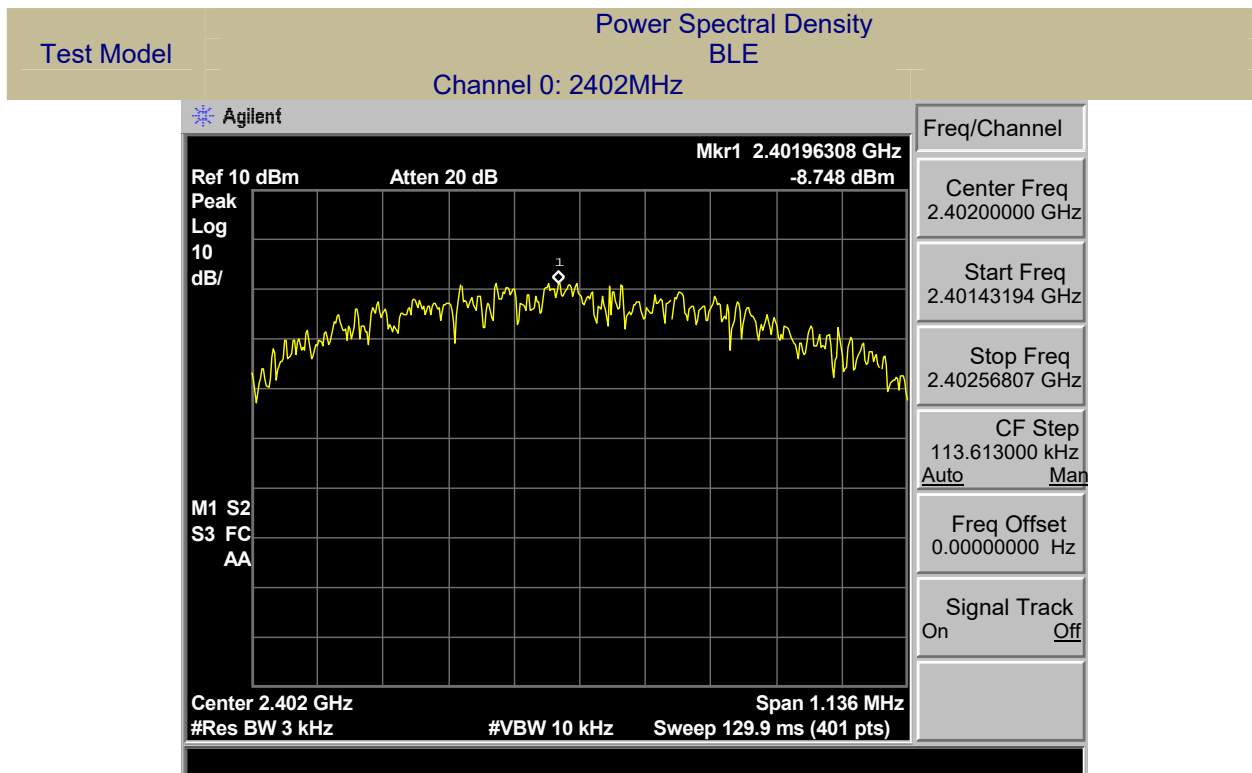 Power Spectral Density
Test Model
BLE
Channel 0: 2402MHz
Agilent
Freq/Channel
Mkr1 2.40196308 GHz
Ref 10 dBm Atten 20 dB -8.748 dBm
Peak
Log
10
dB/
1
M1 S2
S3 FC
AA
Center 2.402 GHz Span 1.136 MHz
#Res BW 3 kHz #VBW 10 kHz Sweep 129.9 ms (401 pts)
Center Freq
2.40200000 GHz
Start Freq
2.40143194 GHz
Stop Freq
2.40256807 GHz
CF Step
113.613000 kHz
Auto Man
Freq Offset
0.00000000 Hz
Signal Track
On Off